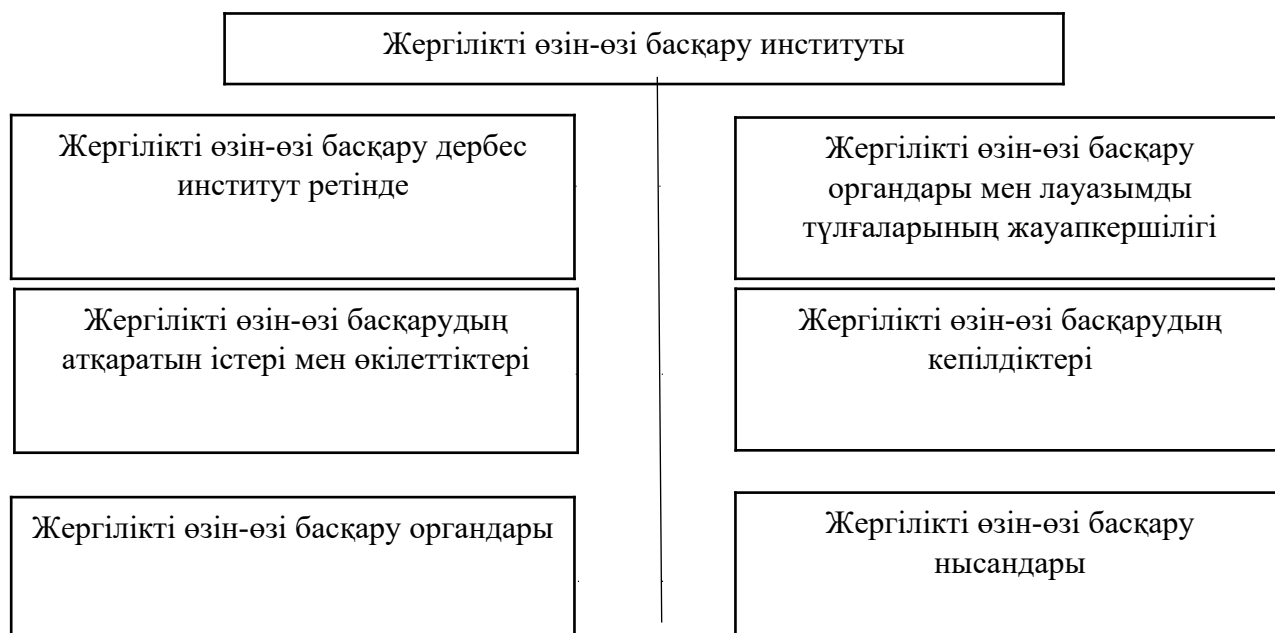 Жергілікті өзін-өзі басқару институты
Жергілікті өзін-өзі басқару дербес
институт ретінде
Жергілікті өзін-өзі басқару
органдары мен лауазымды
тұлғаларының жауапкершілігі
Жергілікті өзін-өзі басқарудың
атқаратын істері мен өкілеттіктері
Жергілікті өзін-өзі басқарудың
кепілдіктері
Жергілікті өзін-өзі басқару органдары
Жергілікті өзін-өзі басқару
нысандары